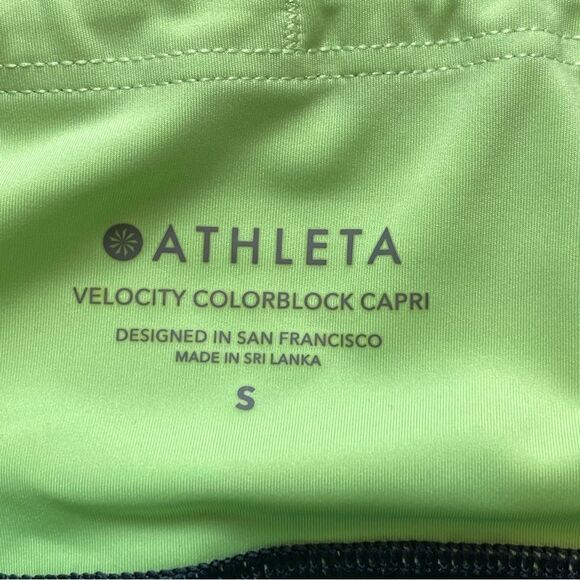 ATHLETA
VELOCITY COLORBLOCK CAPRI
DESIGNED IN SAN FRANCISCO
MADE IN SRI LANKA
S